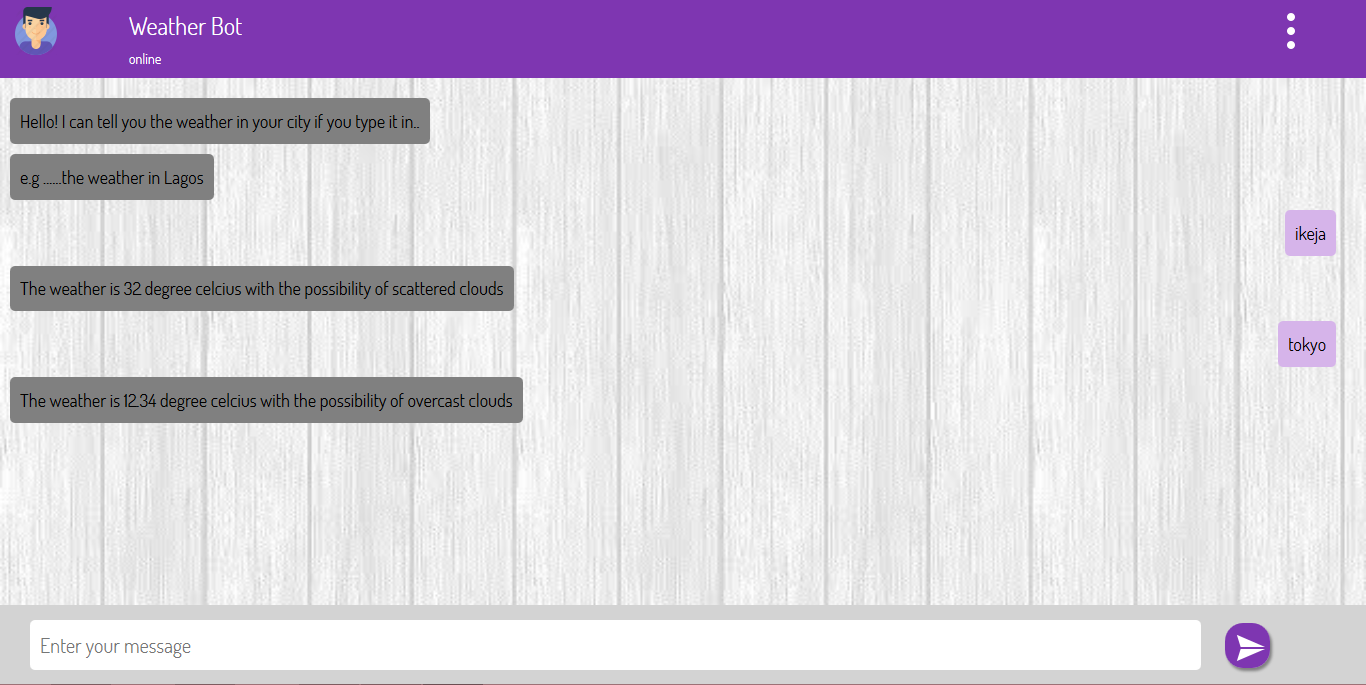 Weather Bot
online
Hello! I can tell you the weather in your city if you type it in..
e.g ......the weather in Lagos
ikeja
The weather is 32 degree celcius with the possibility of scattered clouds
tokyo
The weather is 12.34 degree celcius with the possibility of overcast clouds
Enter your message